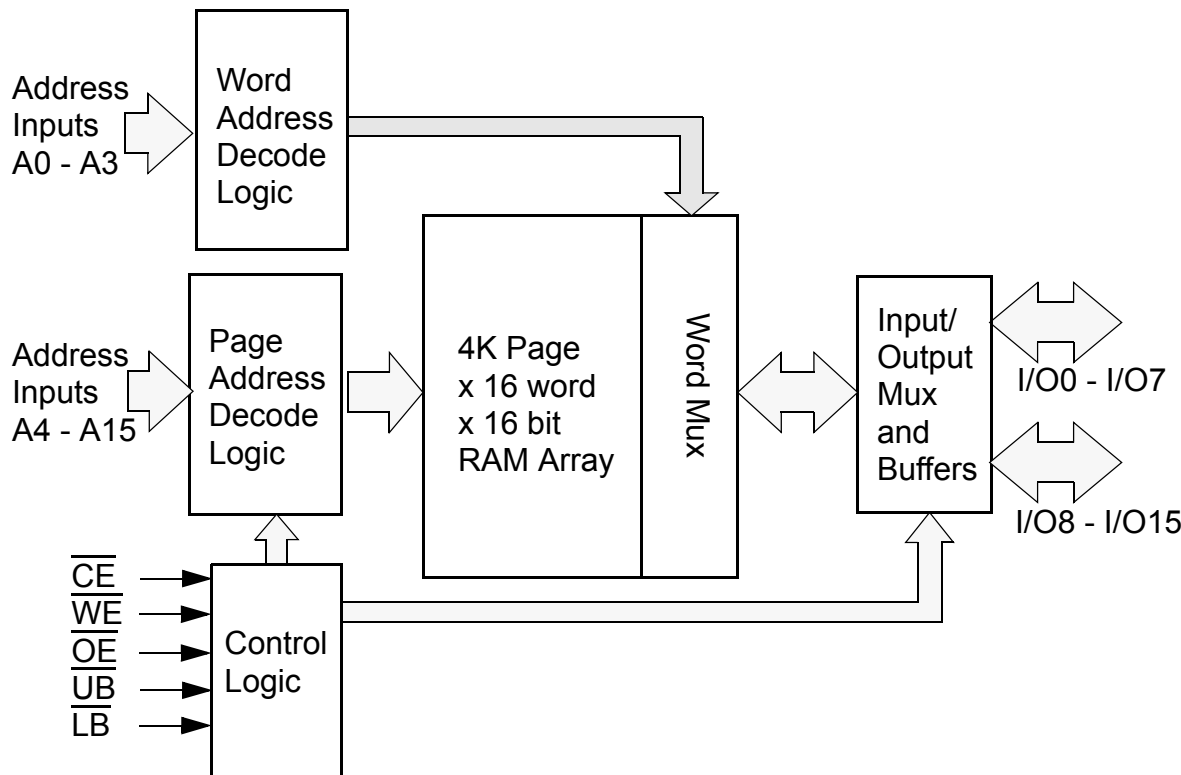 Address
Inputs
A0 - A3
Word
Address
Decode
Logic
Address
Inputs
A4 - A15
Page
Address
Decode
Logic
4K Page
x 16 word
x 16 bit
RAM Array
Word Mux
Input/
Output
Mux
and
Buffers
I/O0 - I/O7
I/O8 - I/O15
CE
WE
OE
UB
LB
Control
Logic